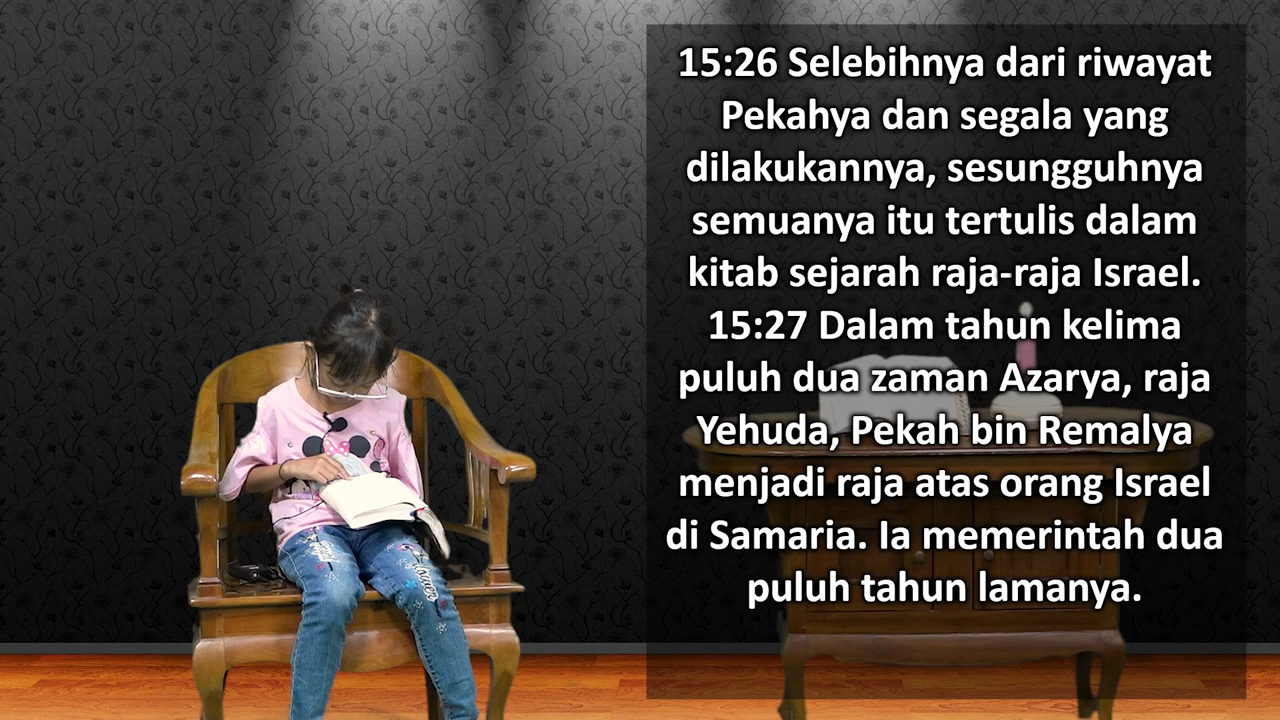 15:26 Selebihnya dari riwayat
Pekahya dan segala yang
dilakukannya, sesungguhnya
semuanya itu tertulis dalam
kitab sejarah raja-raja Israel.
15:27 Dalam tahun kelima
puluh dua zaman Azarya, raja
Yehuda, Pekah bin Remalya
menjadi raja atas orang Israel
di Samaria. Ia memerintah dua
puluh tahun lamanya.